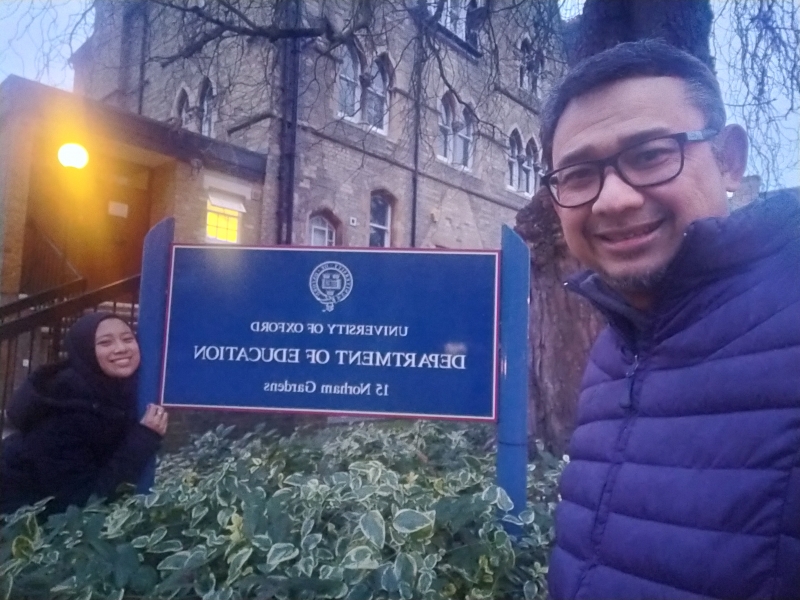 UNIVERSITY OF OXFORD
DEPARTMENT OF EDUCATION
15 Norham Gardens